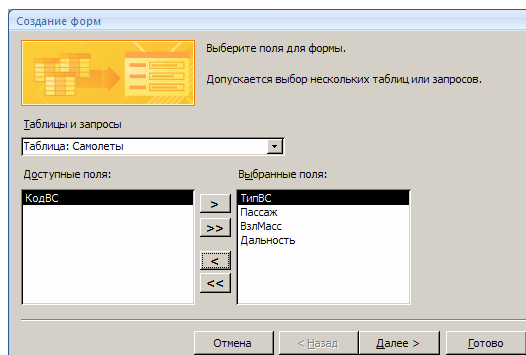 Создание форм
Выберите поля для формы.
Допускается выбор нескольких таблиц или запросов.
Таблицы и запросы
Таблица: Самолеты
Доступные поля:
Выбранные поля:
КодВС
ТипВС
Пассаж
ВзлМасс
Дальность
>
>>
<
<<
Отмена
< Назад
Далее >
Готово